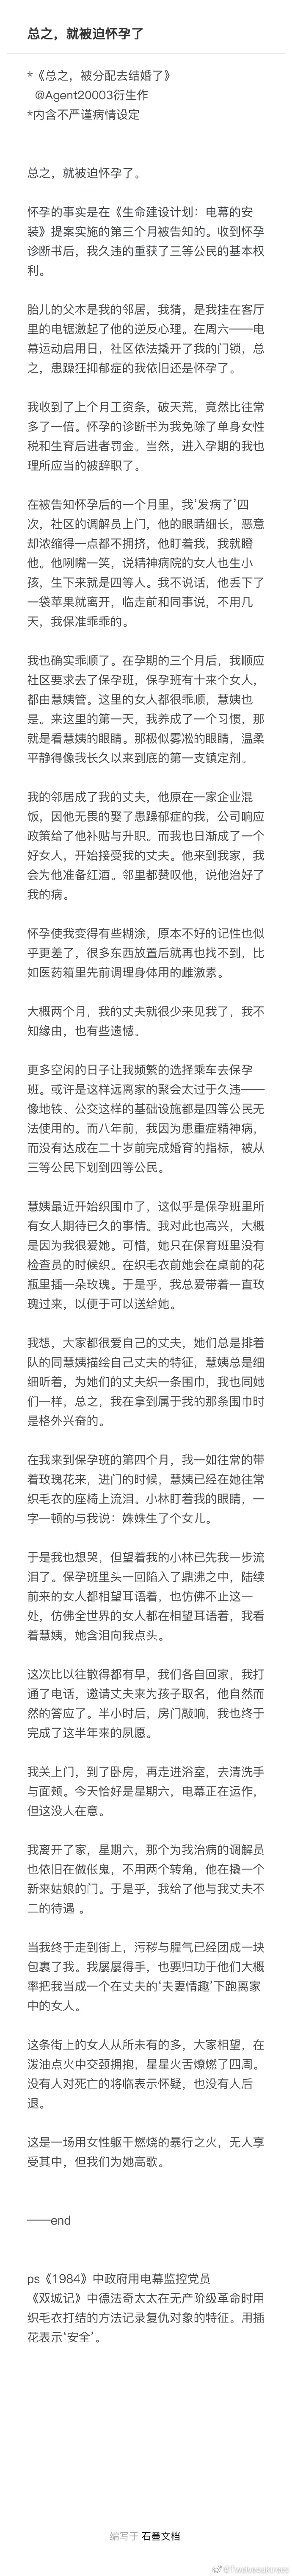 总之，就被迫怀孕了
*《总之，被分配去结婚了》
@Agent20003衍生作
*内含不严谨病情设定
总之，就被迫怀孕了。
怀孕的事实是在《生命建设计划：电幕的安
装》提案实施的第三个月被告知的。收到怀孕
诊断书后，我久违的重获了三等公民的基本权
利。
胎儿的父本是我的邻居，我猜，是我挂在客厅
里的电锯激起了他的逆反心理。在周六——电
幕运动启用日，社区依法撬开了我的门锁，总
之，患躁狂抑郁症的我依旧还是怀孕了。
我收到了上个月工资条，破天荒，竟然比往常
多了一倍。怀孕的诊断书为我免除了单身女性
税和生育后进者罚金。当然，进入孕期的我也
理所应当的被辞职了。
在被告知怀孕后的一个月里，我‘发病了’四
次，社区的调解员上门，他的眼睛细长，恶意
却浓缩得一点都不拥挤，他盯着我，我就瞪
他。他咧嘴一笑，说精神病院的女人也生小
孩，生下来就是四等人。我不说话，他丢下了
一袋苹果就离开，临走前和同事说，不用几
天，我保准乖乖的。
我也确实乖顺了。在孕期的三个月后，我顺应
社区要求去了保孕班，保孕班有十来个女人，
都由慧姨管。这里的女人都很乖顺，慧姨也
是。来这里的第一天，我养成了一个习惯，那
就是看慧姨的眼睛。那极似雾凇的眼睛，温柔
平静得像我长久以来到底的第一支镇定剂。
我的邻居成了我的丈夫，他原在一家企业混
饭，因他无畏的娶了患躁郁症的我，公司响应
政策给了他补贴与升职。而我也日渐成了一个
好女人，开始接受我的丈夫。他来到我家，我
会为他准备红酒。邻里都赞叹他，说他治好了
我的病。
怀孕使我变得有些糊涂，原本不好的记性也似
乎更差了，很多东西放置后就再也找不到，比
如医药箱里先前调理身体用的雌激素。
大概两个月，我的丈夫就很少来见我了，我不
知缘由，也有些遗憾。
更多空闲的日子让我频繁的选择乘车去保孕
班。或许是这样远离家的聚会太过于久违——
像地铁、公交这样的基础设施都是四等公民无
法使用的。而八年前，我因为患重症精神病，
而没有达成在二十岁前完成婚育的指标，被从
三等公民下划到四等公民。
慧姨最近开始织围巾了，这似乎是保孕班里所
有女人期待已久的事情。我对此也高兴，大概
是因为我很爱她。可惜，她只在保育班里没有
检查员的时候织。在织毛衣前她会在桌前的花
瓶里插一朵玫瑰。于是乎，我总爱带着一直玫
瑰过来，以便于可以送给她。
我想，大家都很爱自己的丈夫，她们总是排着
队的同慧姨描绘自己丈夫的特征，慧姨总是细
细听着，为她们的丈夫织一条围巾，我也同她
们一样，总之，我在拿到属于我的那条围巾时
是格外兴奋的。
在我来到保孕班的第四个月，我一如往常的带
着玫瑰花来，进门的时候，慧姨已经在她往常
织毛衣的座椅上流泪。小林盯着我的眼睛，一
字一顿的与我说：姝姝生了个女儿。
于是我也想哭，但望着我的小林已先我一步流
泪了。保孕班里头一回陷入了鼎沸之中，陆续
前来的女人都相望耳语着，也仿佛不止这一
处，仿佛全世界的女人都在相望耳语着，我看
着慧姨，她含泪向我点头。
这次比以往散得都有早，我们各自回家，我打
通了电话，邀请丈夫来为孩子取名，他自然而
然的答应了。半小时后，房门敲响，我也终于
完成了这半年来的夙愿。
我关上门，到了卧房，再走进浴室，去清洗手
与面颊。今天恰好是星期六，电幕正在运作，
但这没人在意。
我离开了家，星期六，那个为我治病的调解员
也依旧在做伥鬼，不用两个转角，他在撬一个
新来姑娘的门。于是乎，我给了他与我丈夫不
二的待遇 。
当我终于走到街上，污秽与腥气已经团成一块
包裹了我。我屡屡得手，也要归功于他们大概
率把我当成一个在丈夫的‘夫妻情趣’下跑离家
中的女人。
这条街上的女人从所未有的多，大家相望，在
泼油点火中交颈拥抱，星星火舌燎燃了四周。
没有人对死亡的将临表示怀疑，也没有人后
退。
这是一场用女性躯干燃烧的暴行之火，无人享
受其中，但我们为她高歌。
——end
ps《1984》中政府用电幕监控党员
《双城记》中德法奇太太在无产阶级革命时用
织毛衣打结的方法记录复仇对象的特征。用插
花表示‘安全’。
编写于 石墨文档